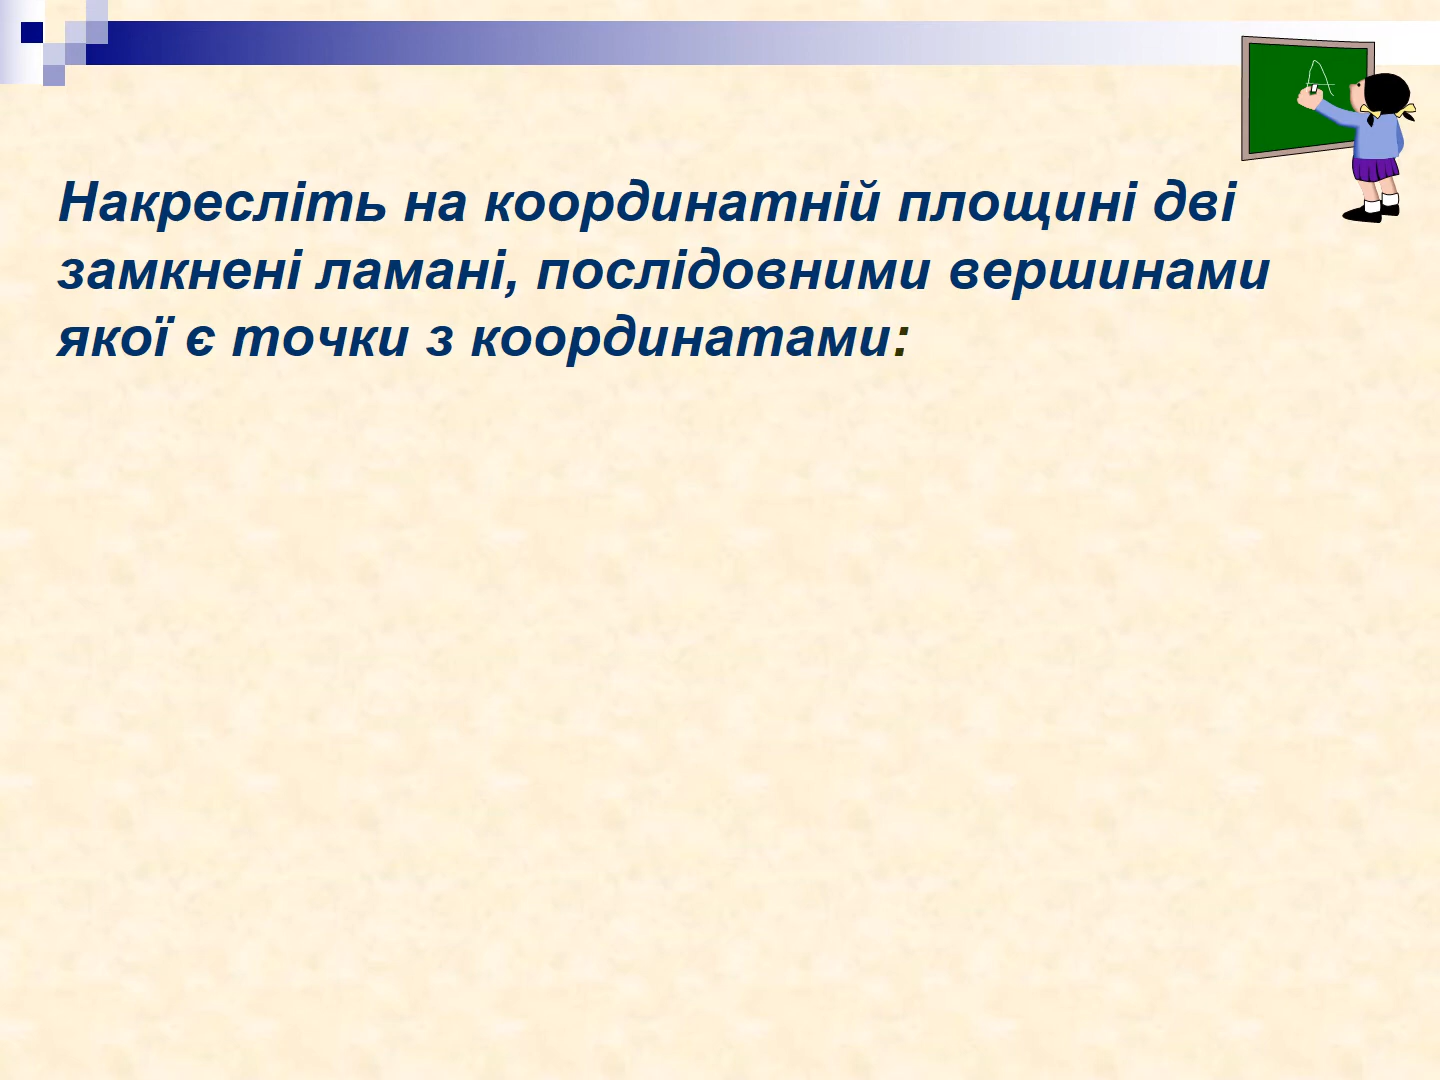 Накресліть на координатній площині дві
замкнені ламані, послідовними вершинами
якої є точки з координатами: